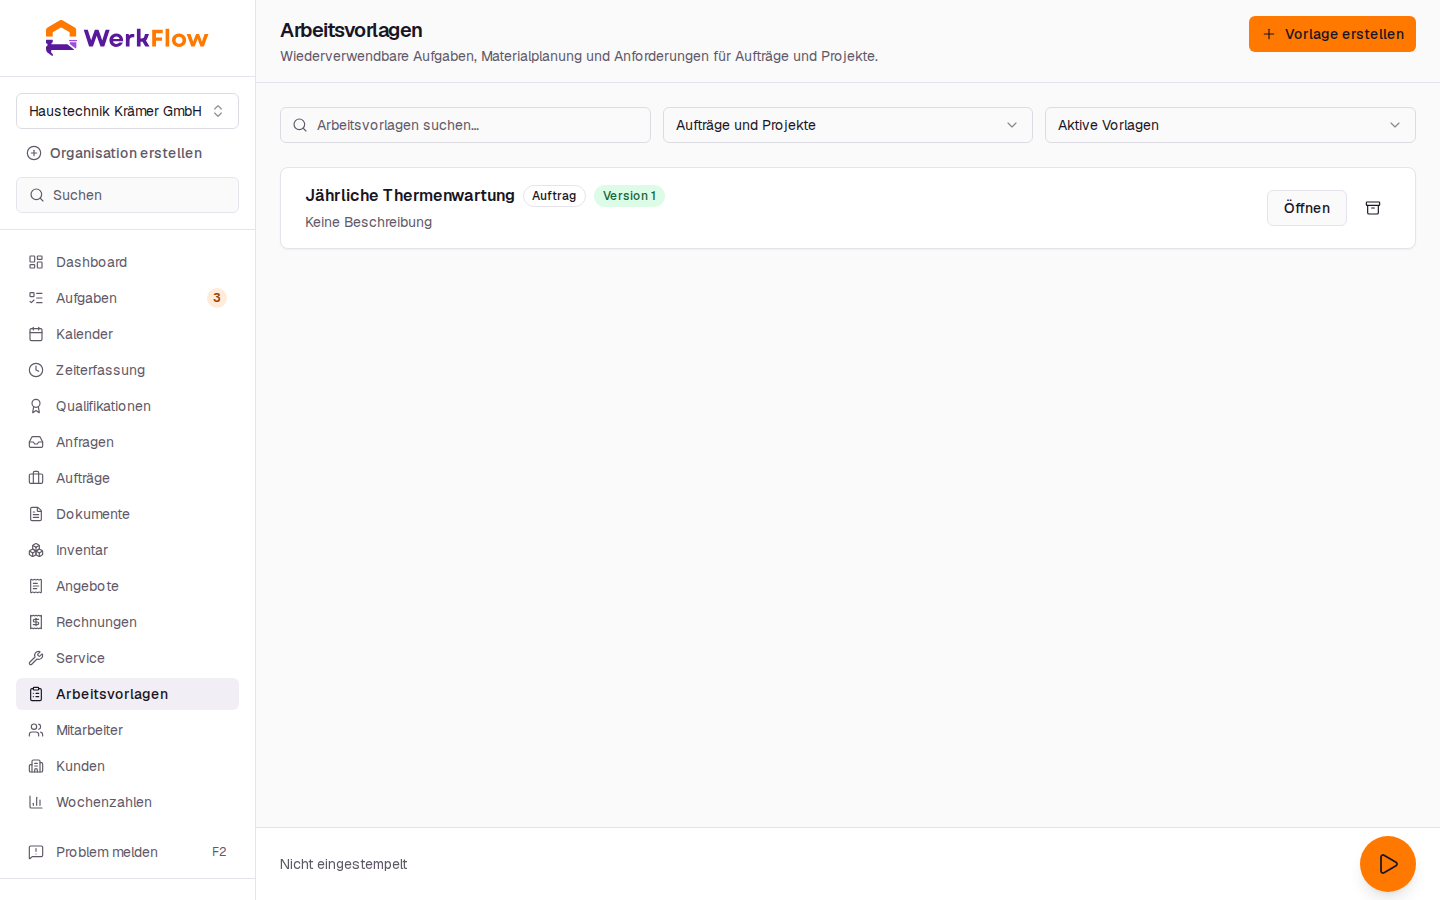 WerkFlow
Haustechnik Krämer GmbH
Organisation erstellen
Suchen
Dashboard
Aufgaben 3
Kalender
Zeiterfassung
Qualifikationen
Anfragen
Aufträge
Dokumente
Inventar
Angebote
Rechnungen
Service
Arbeitsvorlagen
Mitarbeiter
Kunden
Wochenzahlen
Problem melden F2
Arbeitsvorlagen
Wiederverwendbare Aufgaben, Materialplanung und Anforderungen für Aufträge und Projekte.
Vorlage erstellen
Arbeitsvorlagen suchen...
Aufträge und Projekte
Aktive Vorlagen
Jährliche Thermenwartung Auftrag Version 1
Keine Beschreibung
Öffnen
Nicht eingestempelt